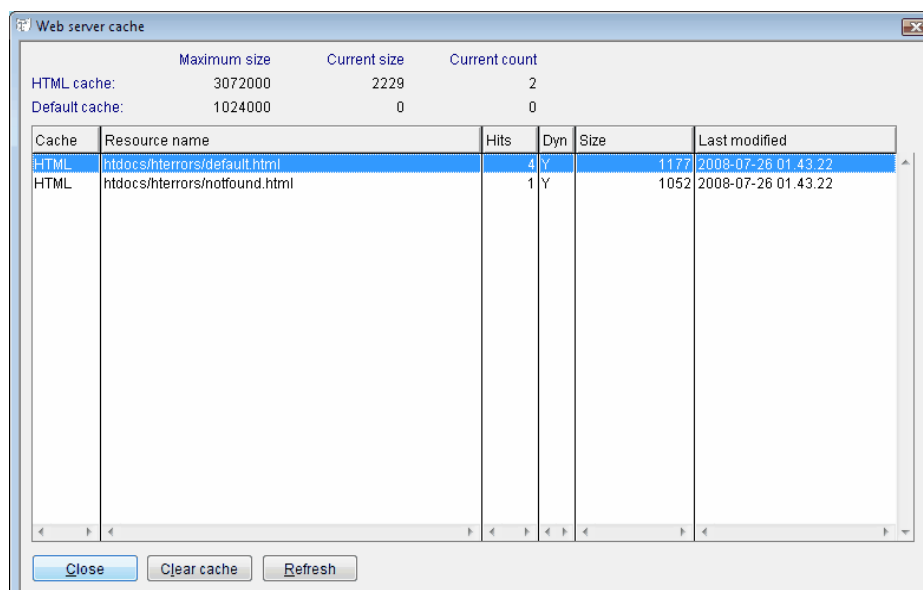 Web server cache
Maximum size Current size Current count
HTML cache: 3072000 2229 2
Default cache: 1024000 0 0
Cache Resource name Hits Dyn Size Last modified
HTML htdocs/hterrors/default.html 4 Y 1177 2008-07-26 01.43.22
HTML htdocs/hterrors/notfound.html 1 Y 1052 2008-07-26 01.43.22
Close Clear cache Refresh